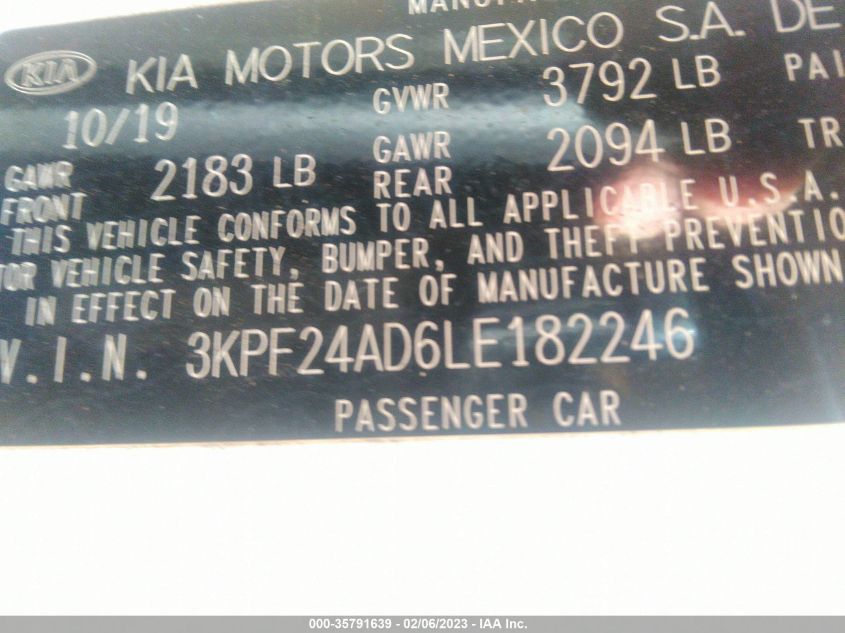 KIA KIA MOTORS MEXICO S.A. DE
10/19 GVWR 3792 LB
GAWR FRONT 2183 LB GAWR REAR 2094 LB
THIS VEHICLE CONFORMS TO ALL APPLICABLE U.S.A.
VEHICLE SAFETY, BUMPER, AND THEFT PREVENTIO
IN EFFECT ON THE DATE OF MANUFACTURE SHOWN
V.I.N. 3KPF24AD6LE182246
PASSENGER CAR
000-35791639 - 02/06/2023 - IAA Inc.